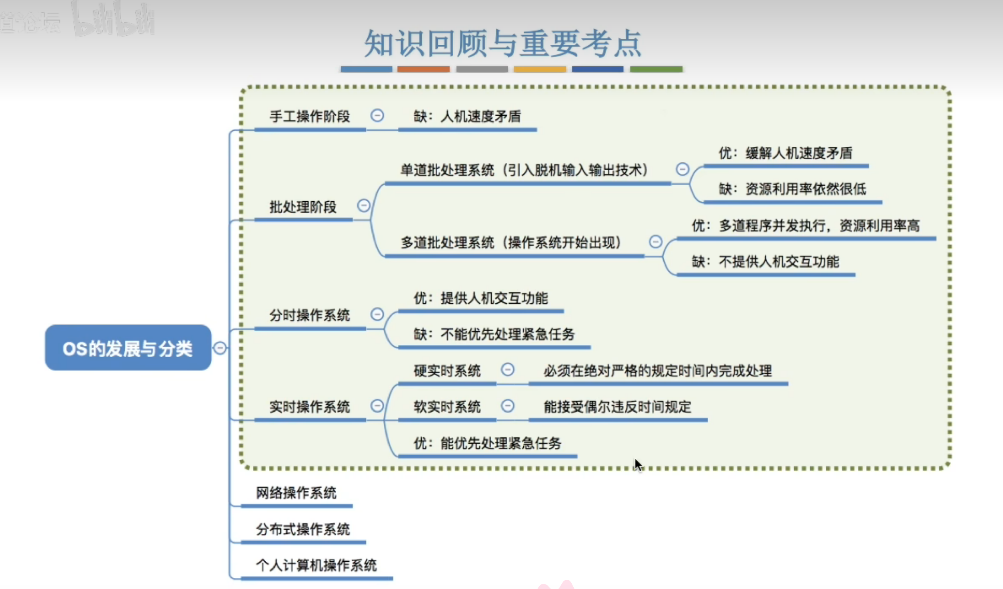 bilibili
知识回顾与重要考点
手工操作阶段
缺：人机速度矛盾
批处理阶段
单道批处理系统（引入脱机输入输出技术）
优：缓解人机速度矛盾
缺：资源利用率依然很低
多道批处理系统（操作系统开始出现）
优：多道程序并发执行，资源利用率高
缺：不提供人机交互功能
OS的发展与分类
分时操作系统
优：提供人机交互功能
缺：不能优先处理紧急任务
实时操作系统
硬实时系统
必须在绝对严格的规定时间内完成处理
软实时系统
能接受偶尔违反时间规定
优：能优先处理紧急任务
网络操作系统
分布式操作系统
个人计算机操作系统